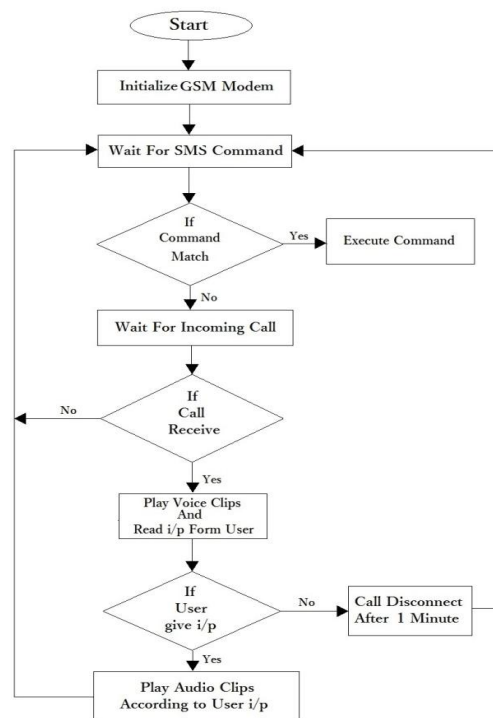 Start
Initialize GSM Modem
Wait For SMS Command
If
Command
Match
Yes
Execute Command
No
Wait For Incoming Call
If
Call
Receive
No
Yes
Play Voice Clips
And
Read i/p Form User
If
User
give i/p
No
Call Disconnect
After 1 Minute
Yes
Play Audio Clips
According to User i/p